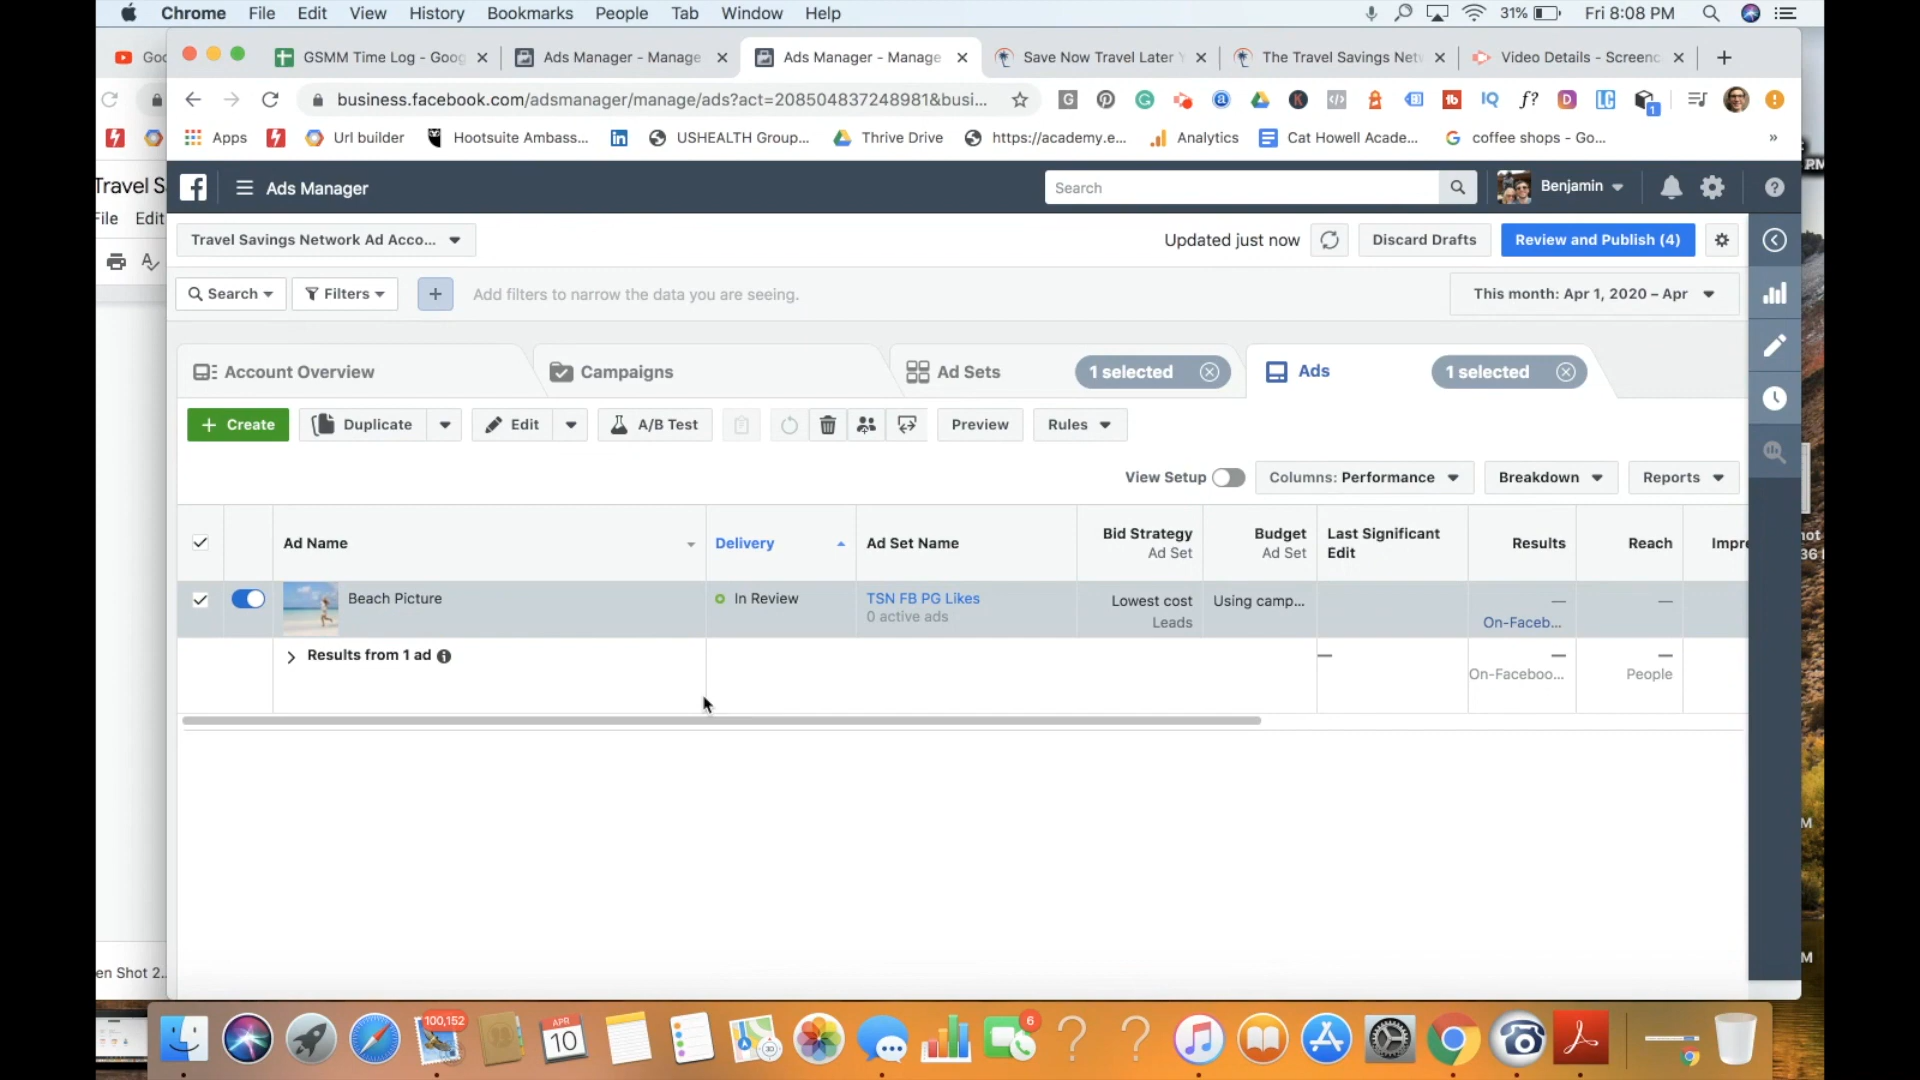 Chrome File Edit View History Bookmarks People Tab Window Help 31% Fri 8:08 PM
Goo GSMM Time Log - Goog Ads Manager - Manage Ads Manager - Manage Save Now Travel Later Y The Travel Savings Netw Video Details - Screenc
business.facebook.com/adsmanager/manage/ads?act=208504837248981&busi...
Apps Url builder Hootsuite Ambass... USHEALTH Group... Thrive Drive https://academy.e... Analytics Cat Howell Acade... coffee shops - Go... »
Travel S
File Edit
Ads Manager Search Benjamin
Travel Savings Network Ad Acco... Updated just now Discard Drafts Review and Publish (4)
Search Filters + Add filters to narrow the data you are seeing. This month: Apr 1, 2020 – Apr
Account Overview Campaigns Ad Sets 1 selected Ads 1 selected
+ Create Duplicate Edit A/B Test Preview Rules
View Setup Columns: Performance Breakdown Reports
Ad Name Delivery Ad Set Name Bid Strategy Budget Last Significant Results Reach Impre
Ad Set Ad Set Edit
Beach Picture In Review TSN FB PG Likes Lowest cost Using camp... — —
0 active ads Leads On-Faceb...
Results from 1 ad — — —
On-Faceboo... People
en Shot 2...
100,152 APR 10 6